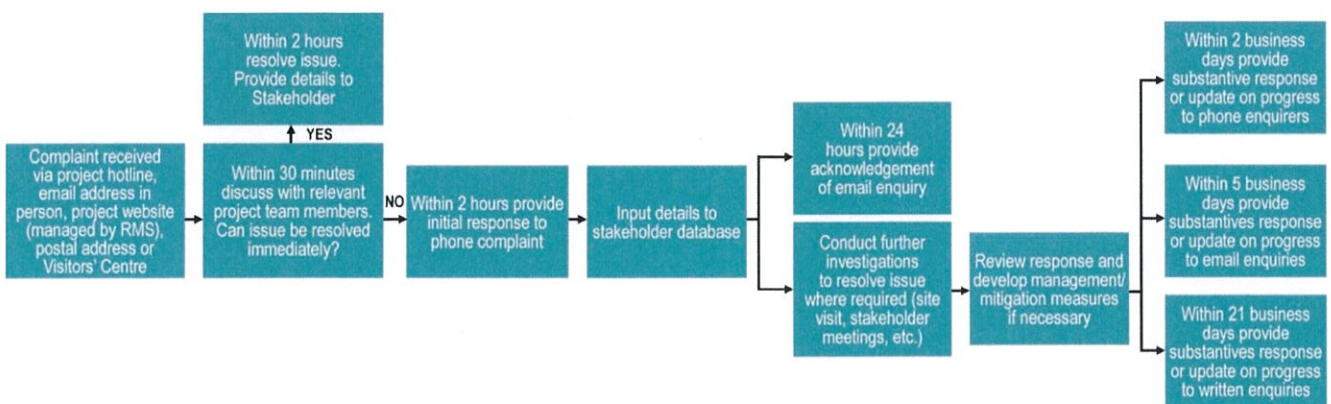 Complaint received
via project hotline,
email address in
person, project website
(managed by RMS),
postal address or
Visitors' Centre
Within 2 hours
resolve issue.
Provide details to
Stakeholder
YES
Within 30 minutes
discuss with relevant
project team members.
Can issue be resolved
immediately?
NO
Within 2 hours provide
initial response to
phone complaint
Input details to
stakeholder database
Within 24
hours provide
acknowledgement
of email enquiry
Conduct further
investigations
to resolve issue
where required (site
visit, stakeholder
meetings, etc.)
Review response and
develop management/
mitigation measures
if necessary
Within 2 business
days provide
substantive response
or update on progress
to phone enquirers
Within 5 business
days provide
substantives response
or update on progress
to email enquiries
Within 21 business
days provide
substantives response
or update on progress
to written enquiries